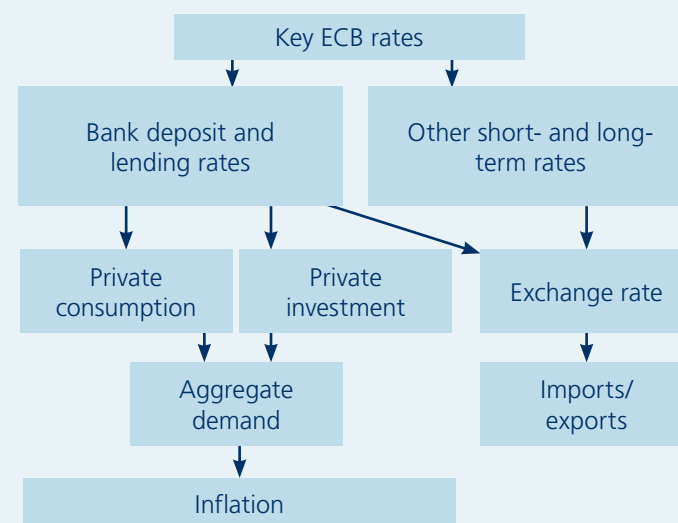 Key ECB rates
Bank deposit and
lending rates
Other short- and long-
term rates
Private
consumption
Private
investment
Exchange rate
Aggregate
demand
Imports/
exports
Inflation